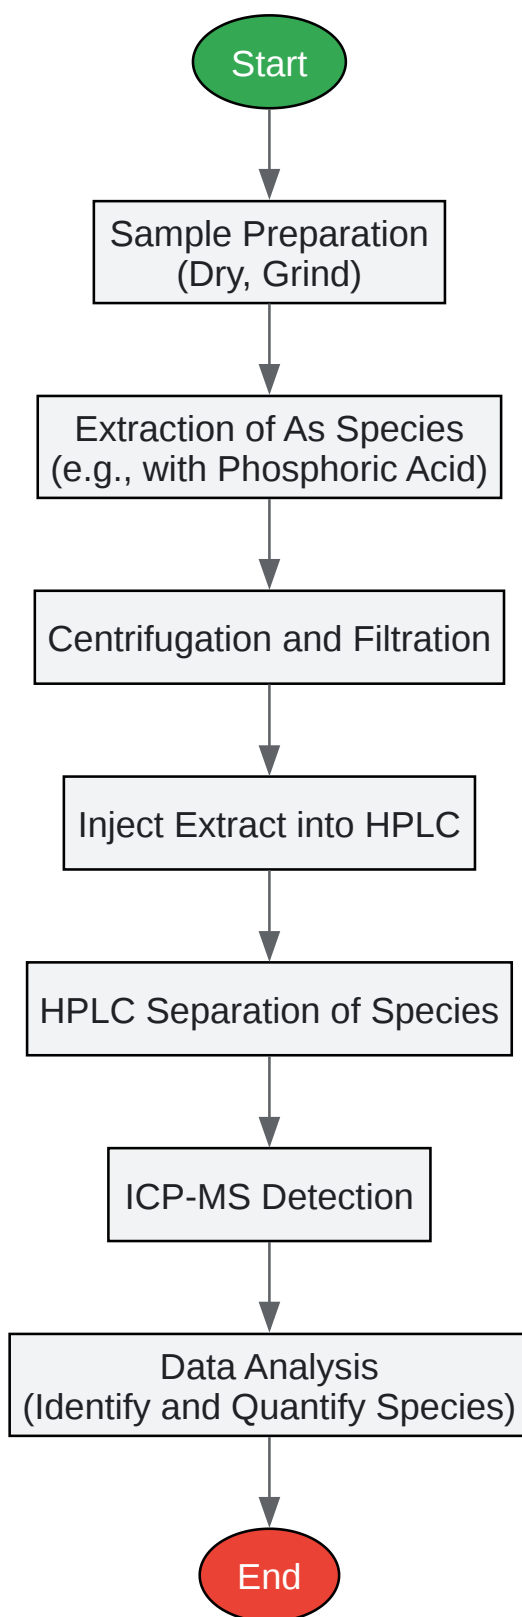 Start
Sample Preparation
(Dry, Grind)
Extraction of As Species
(e.g., with Phosphoric Acid)
Centrifugation and Filtration
Inject Extract into HPLC
HPLC Separation of Species
ICP-MS Detection
Data Analysis
(Identify and Quantify Species)
End